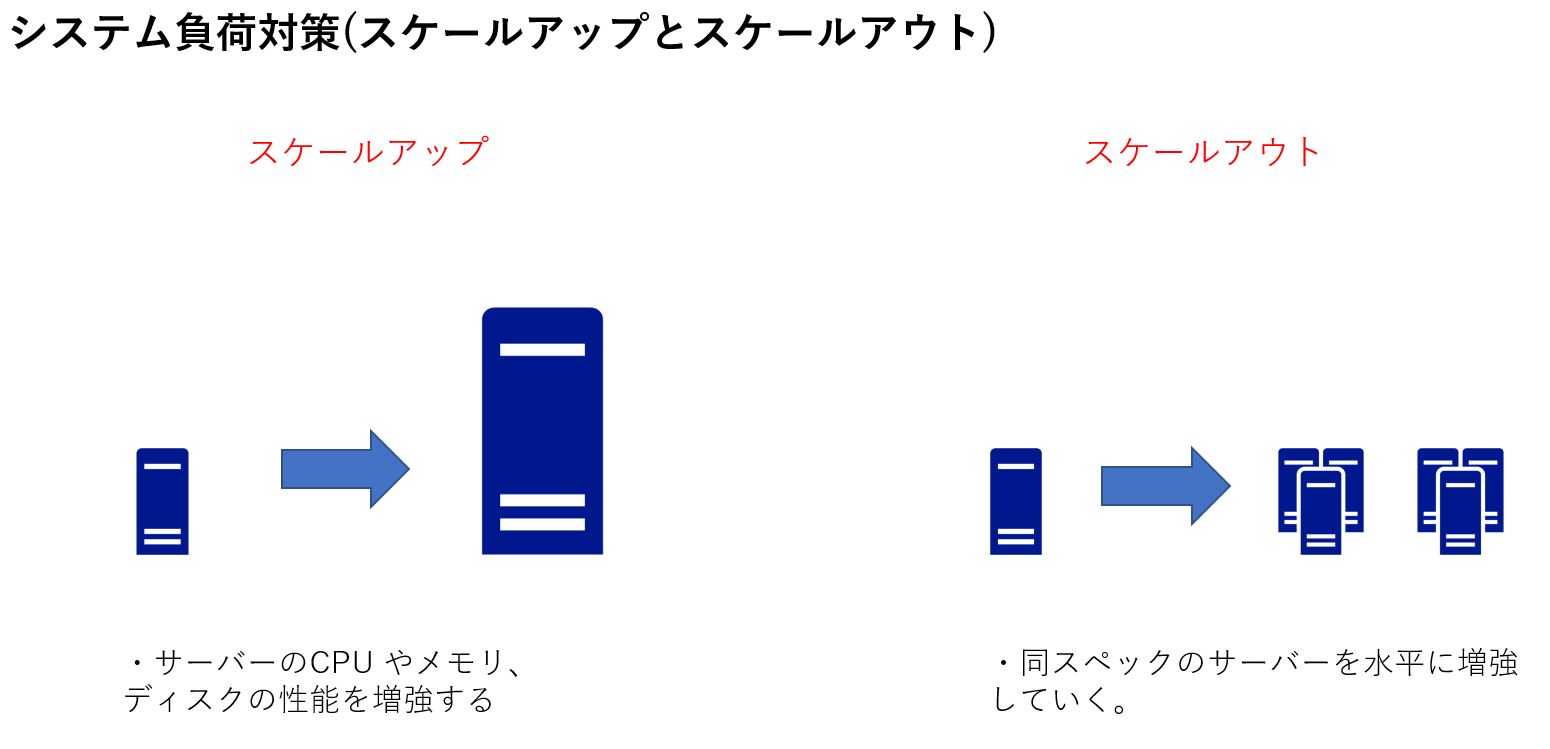 システム負荷対策(スケールアップとスケールアウト)
スケールアップ
スケールアウト
・サーバーのCPU やメモリ、
ディスクの性能を増強する
・同スペックのサーバーを水平に増強
していく。